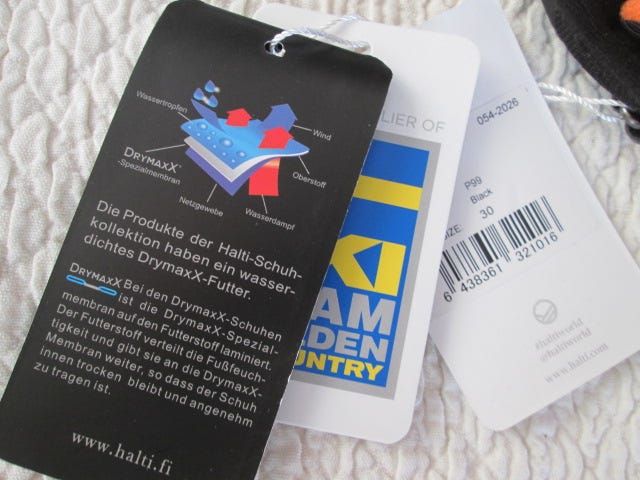 Wassertropfen
Wind
DRYMAXX®
-Spezialmembran
Oberstoff
Netzgewebe
Wasserdampf
Die Produkte der Halti-Schuh-
kollektion haben ein wasser-
dichtes DrymaxX-Futter.
DRYMAXX Bei den DrymaxX-Schuhen
ist die DrymaxX-Spezial-
membran auf den Futterstoff laminiert.
Der Futterstoff verteilt die Fußfeuch-
tigkeit und gibt sie an die DrymaxX-
Membran weiter, so dass der Schuh
innen trocken bleibt und angenehm
zu tragen ist.
www.halti.fi
LIER OF
KI
AM
EDEN
UNTRY
054-2026
P99
Black
SIZE: 30
6 438361 321016
#haltiworld
@haltiworld
www.halti.com